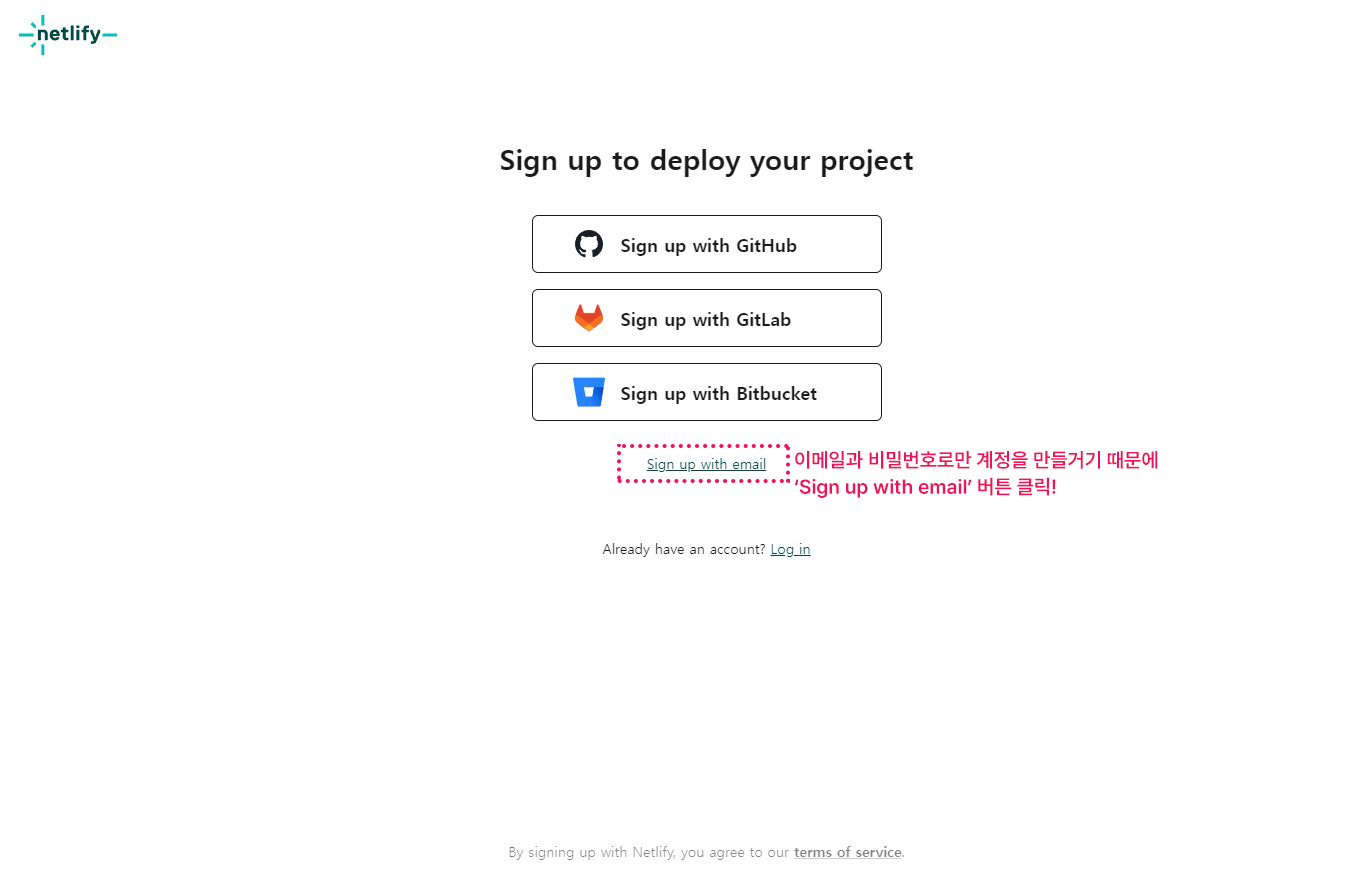 netlify
Sign up to deploy your project
Sign up with GitHub
Sign up with GitLab
Sign up with Bitbucket
Sign up with email
이메일과 비밀번호로만 계정을 만들거기 때문에
‘Sign up with email’ 버튼 클릭!
Already have an account? Log in
By signing up with Netlify, you agree to our terms of service.